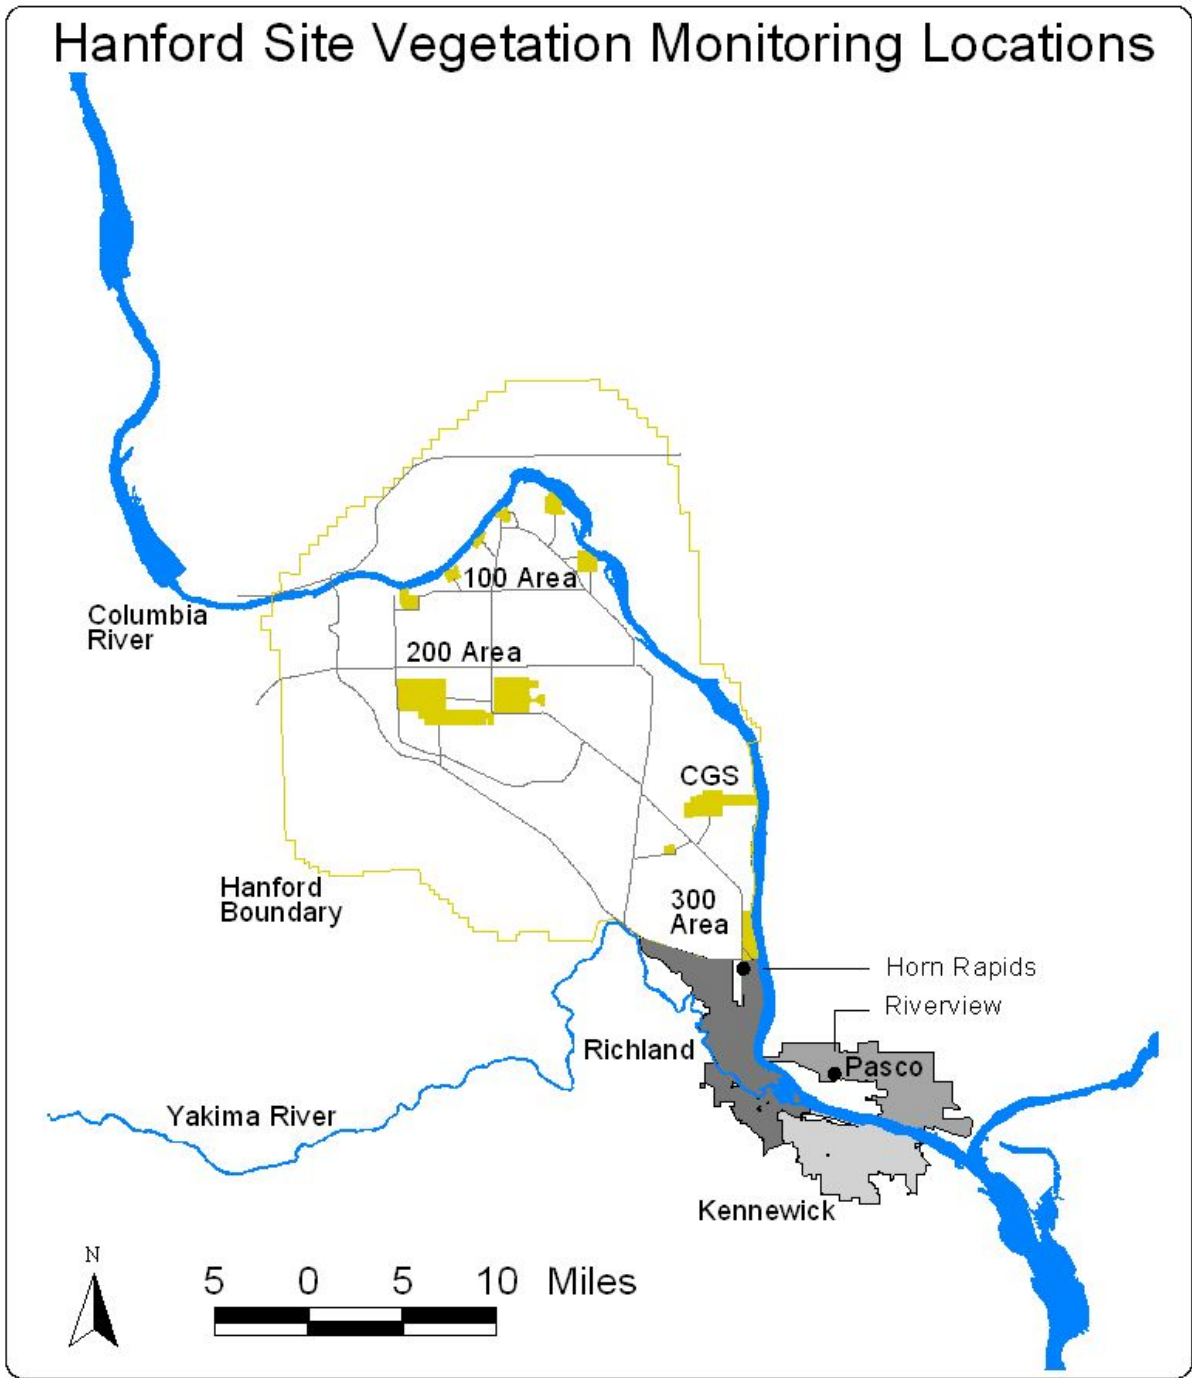 Hanford Site Vegetation Monitoring Locations
100 Area
Columbia
River
200 Area
CGS
Hanford
Boundary
300
Area
Horn Rapids
Riverview
Richland
Pasco
Yakima River
Kennewick
N
5 0 5 10 Miles